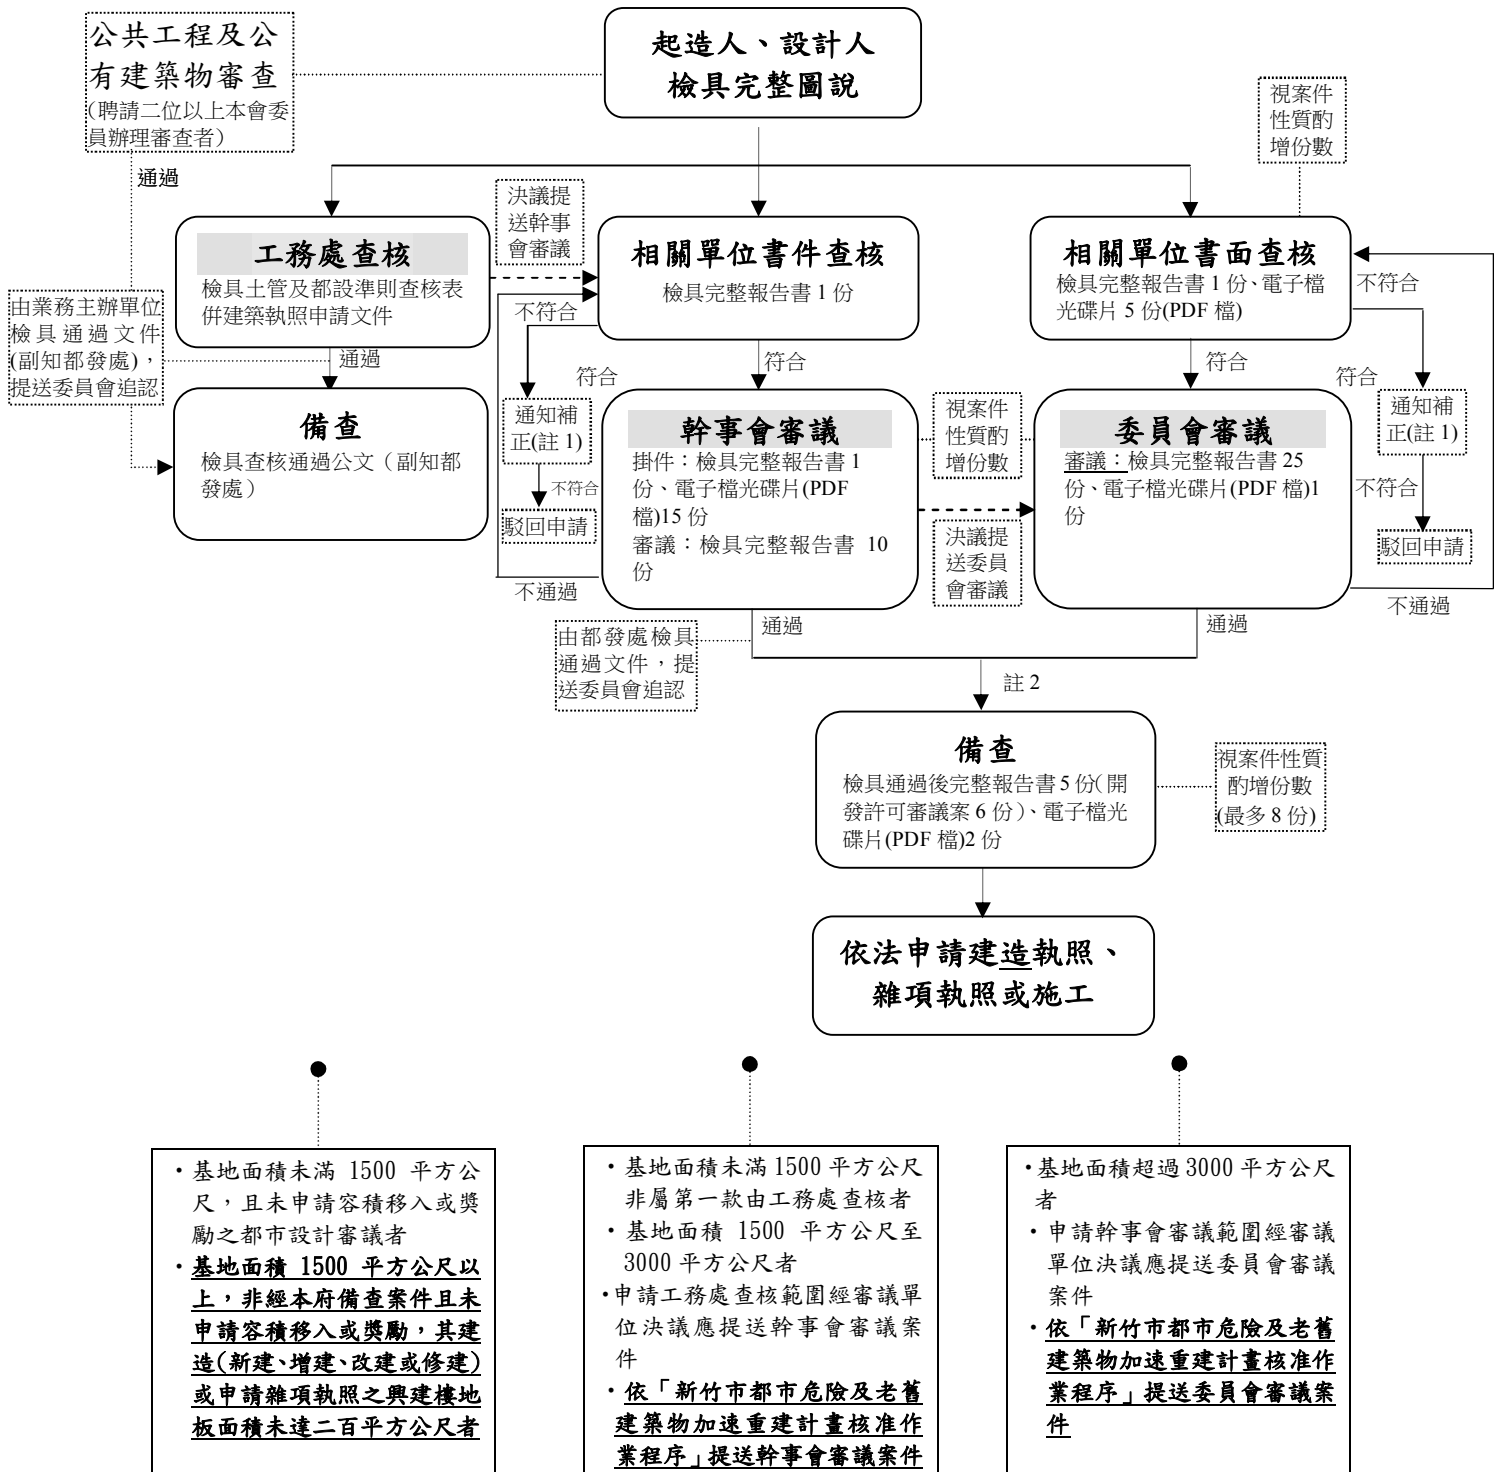 公共工程及公
有建築物審查
(聘請二位以上本會委
員辦理審查者)
通過
起造人、設計人
檢具完整圖說
視案件
性質酌
增份數
決議提
送幹事
會審議
工務處查核
檢具土管及都設準則查核表
併建築執照申請文件
相關單位書件查核
檢具完整報告書 1 份
相關單位書面查核
檢具完整報告書 1 份、電子檔
光碟片 5 份(PDF 檔)
不符合
不符合
由業務主辦單位
檢具通過文件
(副知都發處),
提送委員會追認
通過
符合
符合
符合
符合
備查
檢具查核通過公文(副知都
發處)
通知補
正(註 1)
不符合
駁回申請
幹事會審議
掛件:檢具完整報告書 1
份、電子檔光碟片(PDF
檔)15 份
審議:檢具完整報告書 10
份
視案件
性質酌
增份數
決議提
送委員
會審議
委員會審議
審議:檢具完整報告書 25
份、電子檔光碟片(PDF 檔)1
份
通知補
正(註 1)
不符合
駁回申請
不通過
不通過
由都發處檢具
通過文件,提
送委員會追認
通過
通過
註 2
備查
檢具通過後完整報告書 5 份(開
發許可審議案 6 份)、電子檔光
碟片(PDF 檔)2 份
視案件性質
酌增份數
(最多 8 份)
依法申請建造執照、
雜項執照或施工
・基地面積未滿 1500 平方公
尺,且未申請容積移入或獎
勵之都市設計審議者
・基地面積 1500 平方公尺以
上,非經本府備查案件且未
申請容積移入或獎勵,其建
造(新建、增建、改建或修建)
或申請雜項執照之興建樓地
板面積未達二百平方公尺者
・基地面積未滿 1500 平方公尺
非屬第一款由工務處查核者
・基地面積 1500 平方公尺至
3000 平方公尺者
・申請工務處查核範圍經審議單
位決議應提送幹事會審議案
件
・依「新竹市都市危險及老舊
建築物加速重建計畫核准作
業程序」提送幹事會審議案件
・基地面積超過 3000 平方公尺
者
・申請幹事會審議範圍經審議
單位決議應提送委員會審議
案件
・依「新竹市都市危險及老舊
建築物加速重建計畫核准作
業程序」提送委員會審議案
件